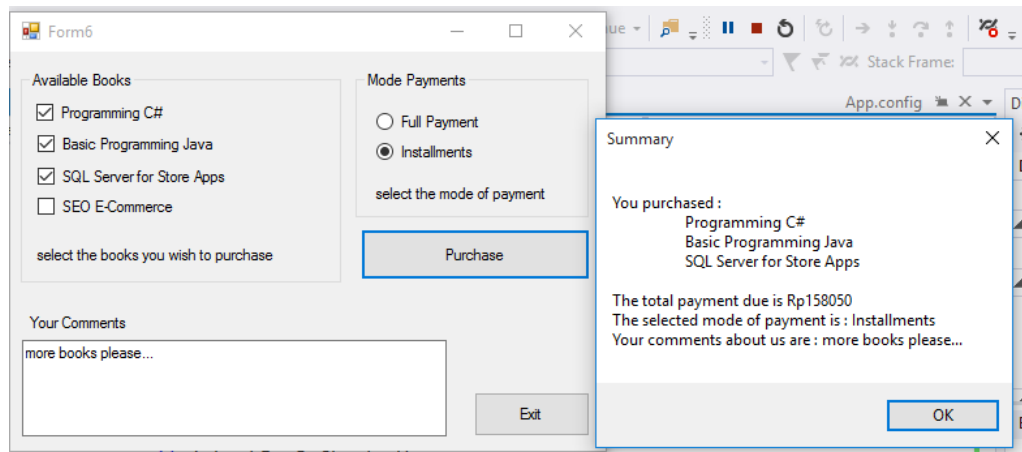 Form6
Available Books
Programming C#
Basic Programming Java
SQL Server for Store Apps
SEO E-Commerce
select the books you wish to purchase
Mode Payments
Full Payment
Installments
select the mode of payment
Purchase
Your Comments
more books please...
Exit
ue
Stack Frame:
App.config
D
Summary
You purchased :
Programming C#
Basic Programming Java
SQL Server for Store Apps
The total payment due is Rp158050
The selected mode of payment is : Installments
Your comments about us are : more books please...
OK